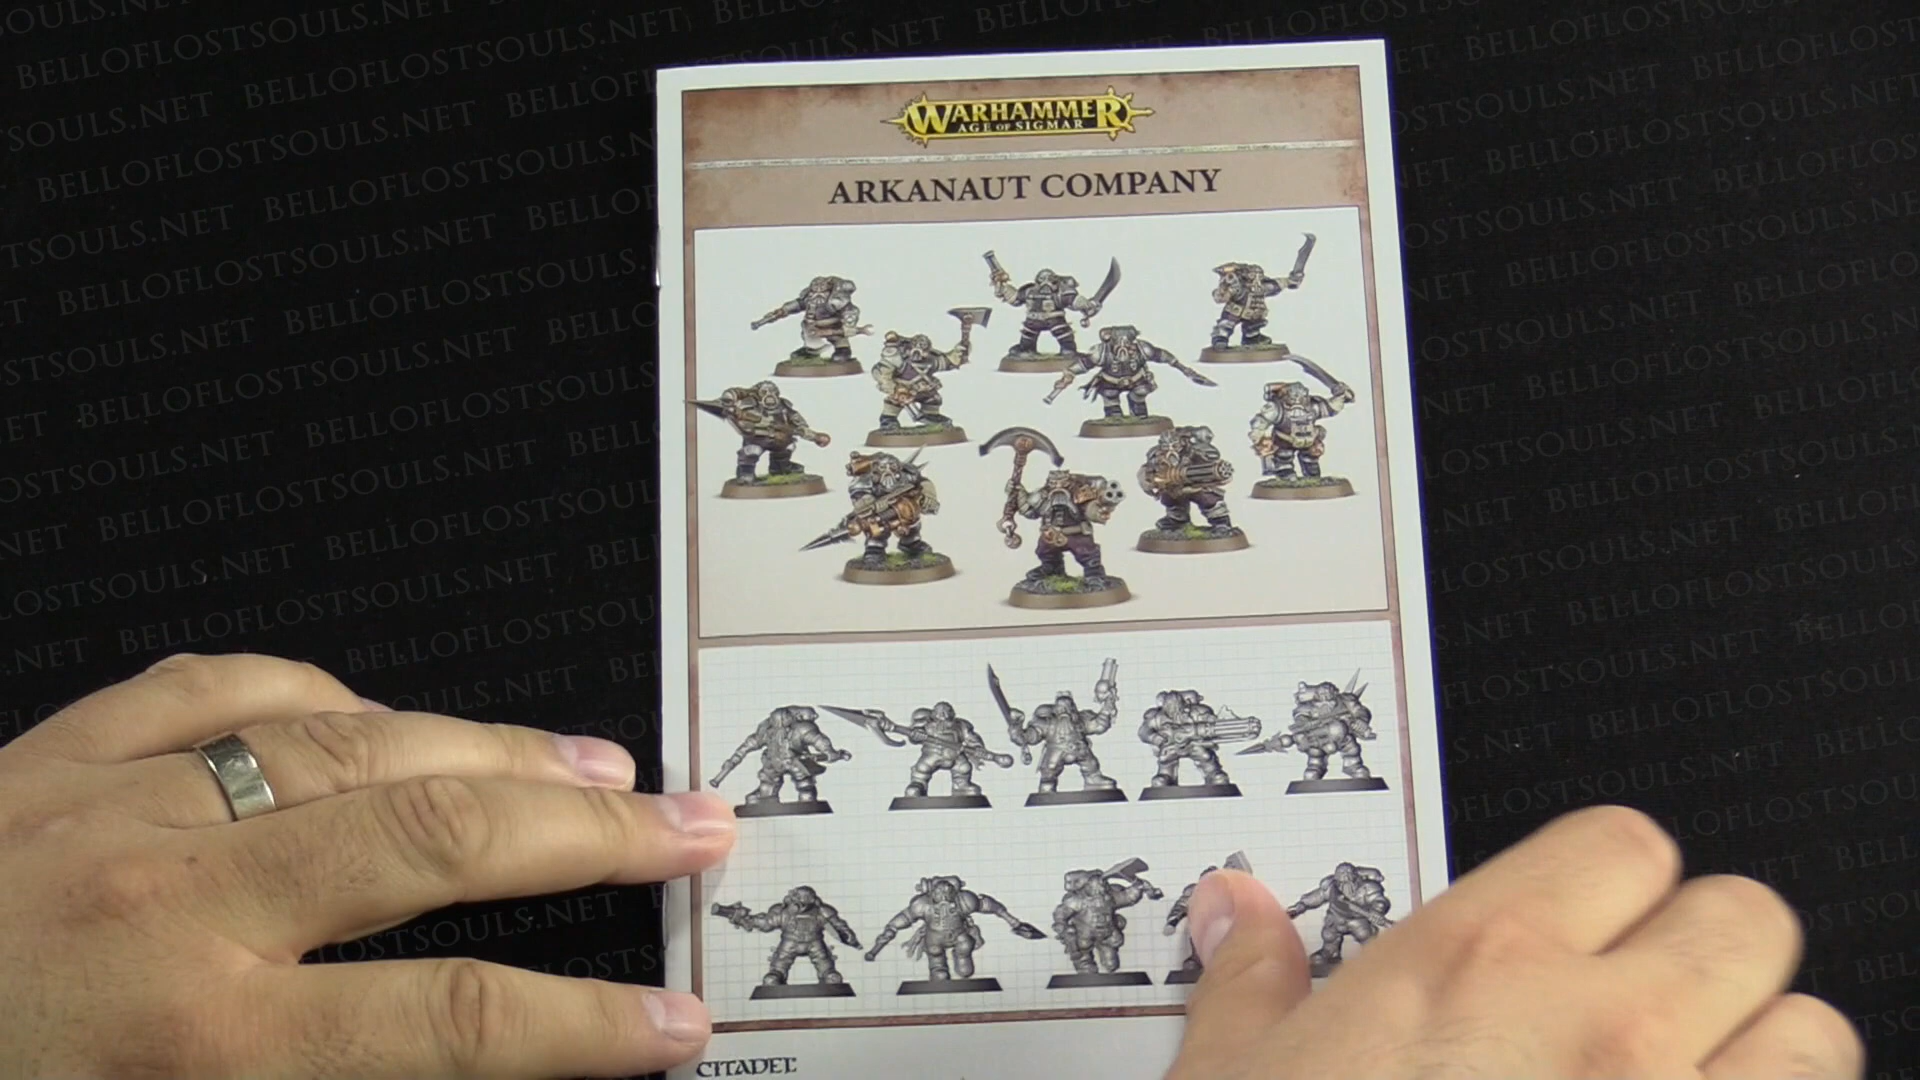 WARHAMMER
AGE OF SIGMAR
ARKANAUT COMPANY
CITADEL
BELLOFLOSTSOULS.NET